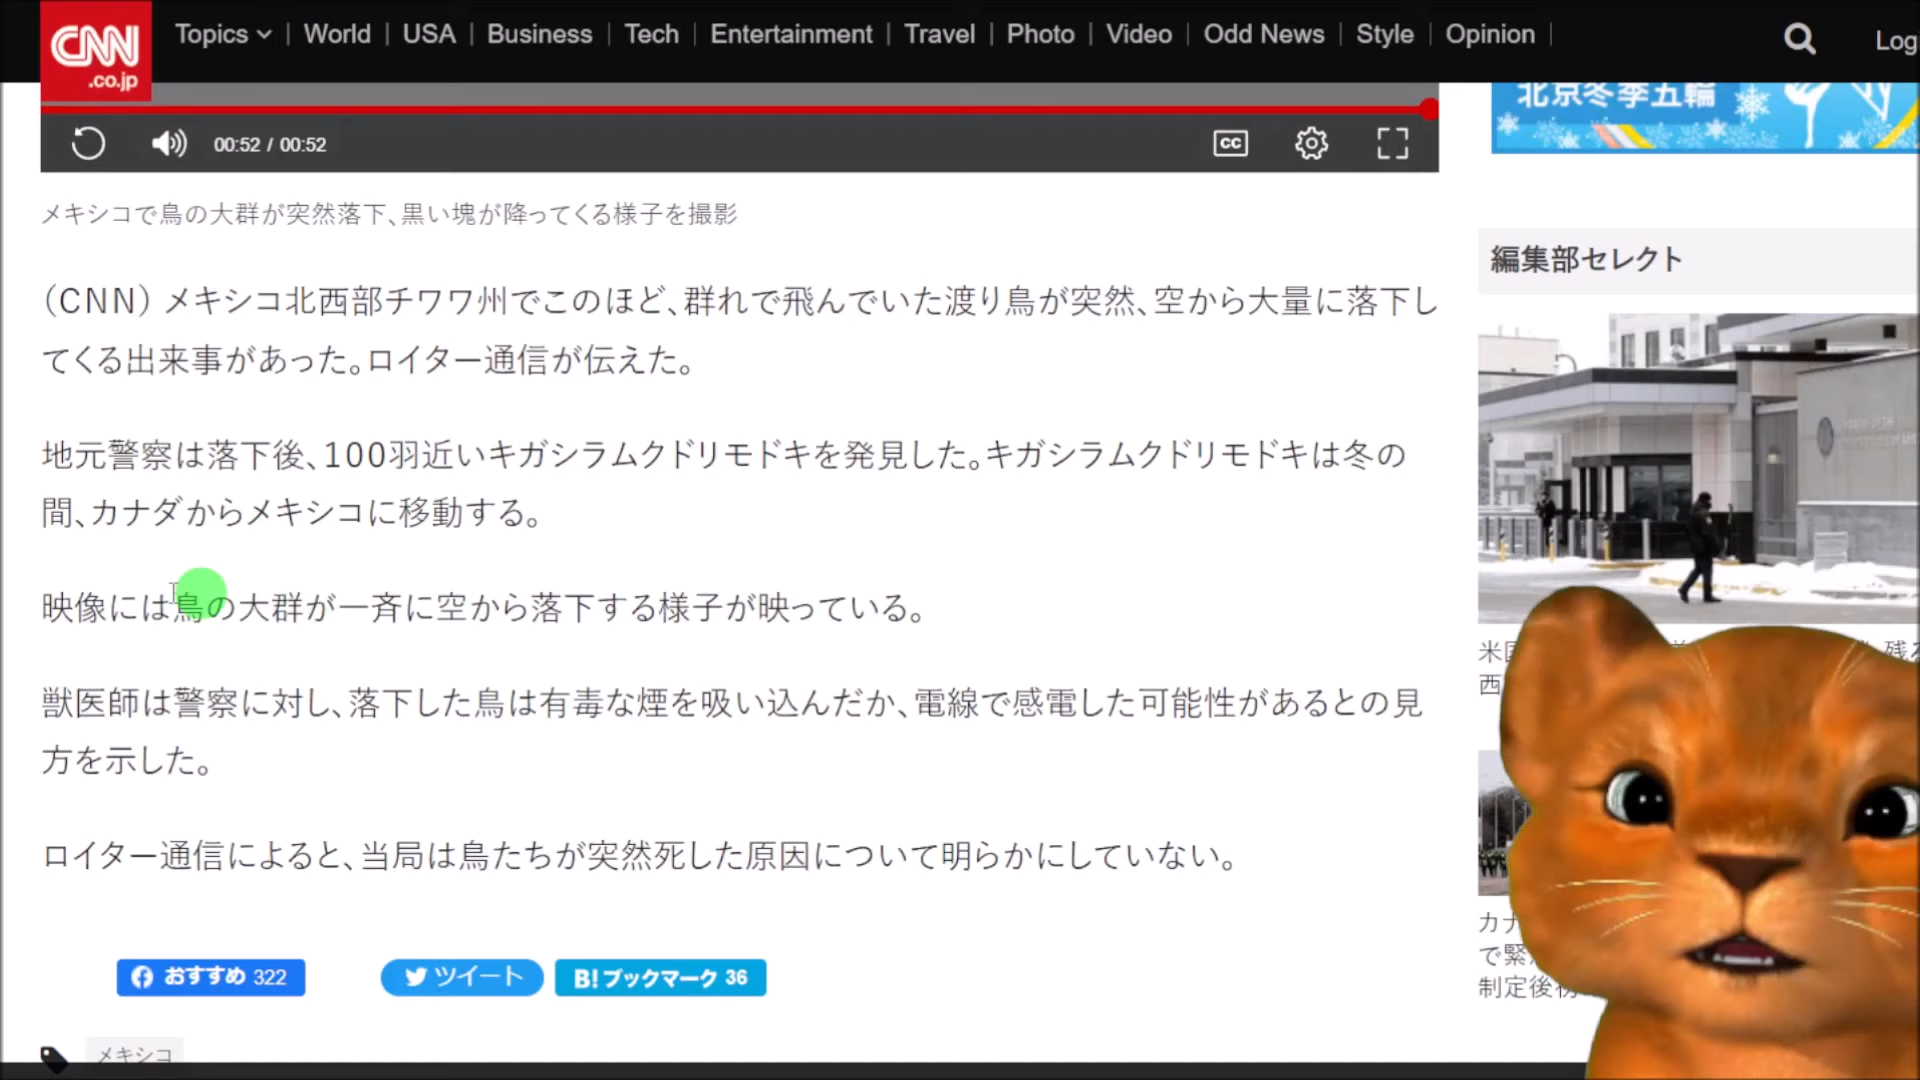 CNN
.co.jp
Topics World USA Business Tech Entertainment Travel Photo Video Odd News Style Opinion
Log
00:52 / 00:52
CC
北京冬季五輪
メキシコで鳥の大群が突然落下、黒い塊が降ってくる様子を撮影
(CNN) メキシコ北西部チワワ州でこのほど、群れで飛んでいた渡り鳥が突然、空から大量に落下し
てくる出来事があった。ロイター通信が伝えた。
地元警察は落下後、100羽近いキガシラムクドリモドキを発見した。キガシラムクドリモドキは冬の
間、カナダからメキシコに移動する。
映像には鳥の大群が一斉に空から落下する様子が映っている。
獣医師は警察に対し、落下した鳥は有毒な煙を吸い込んだか、電線で感電した可能性があるとの見
方を示した。
ロイター通信によると、当局は鳥たちが突然死した原因について明らかにしていない。
おすすめ 322
ツイート
B!ブックマーク 36
メキシコ
編集部セレクト
米国
西
カナ
で緊
制定後初